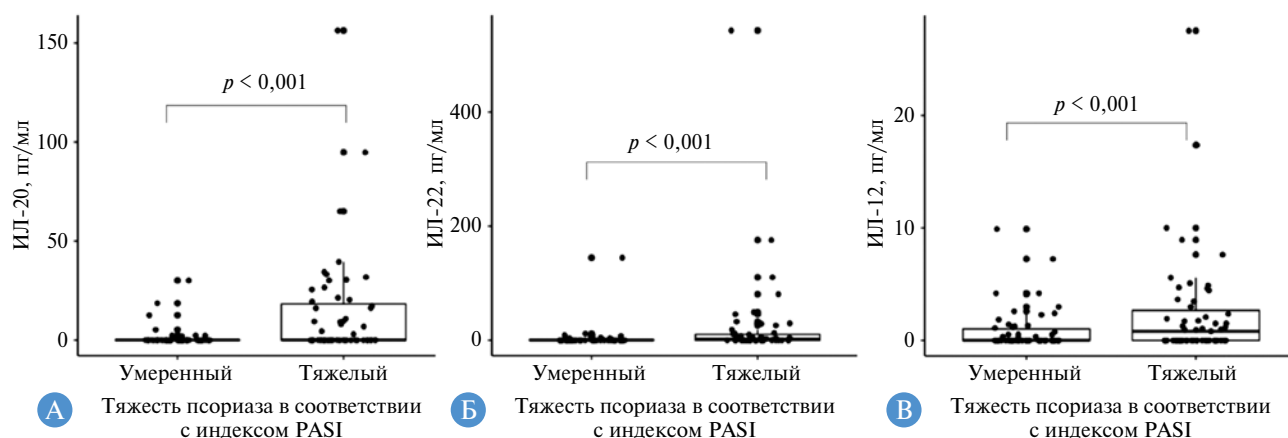 ИЛ-20, пг/мл
150
100
50
0
p < 0,001
Умеренный Тяжелый
А
Тяжесть псориаза в соответствии
с индексом PASI
ИЛ-22, пг/мл
400
200
0
p < 0,001
Умеренный Тяжелый
Б
Тяжесть псориаза в соответствии
с индексом PASI
ИЛ-12, пг/мл
20
10
0
p < 0,001
Умеренный Тяжелый
В
Тяжесть псориаза в соответствии
с индексом PASI